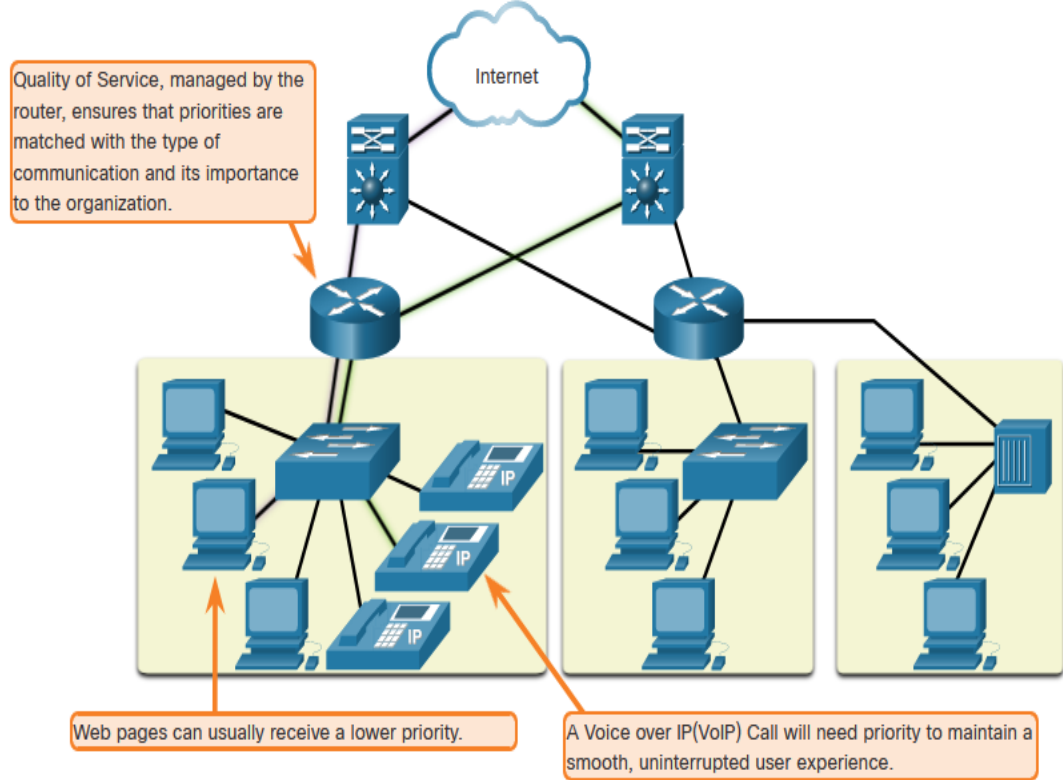 Internet
Quality of Service, managed by the
router, ensures that priorities are
matched with the type of
communication and its importance
to the organization.
IP
IP
IP
Web pages can usually receive a lower priority.
A Voice over IP(VoIP) Call will need priority to maintain a
smooth, uninterrupted user experience.